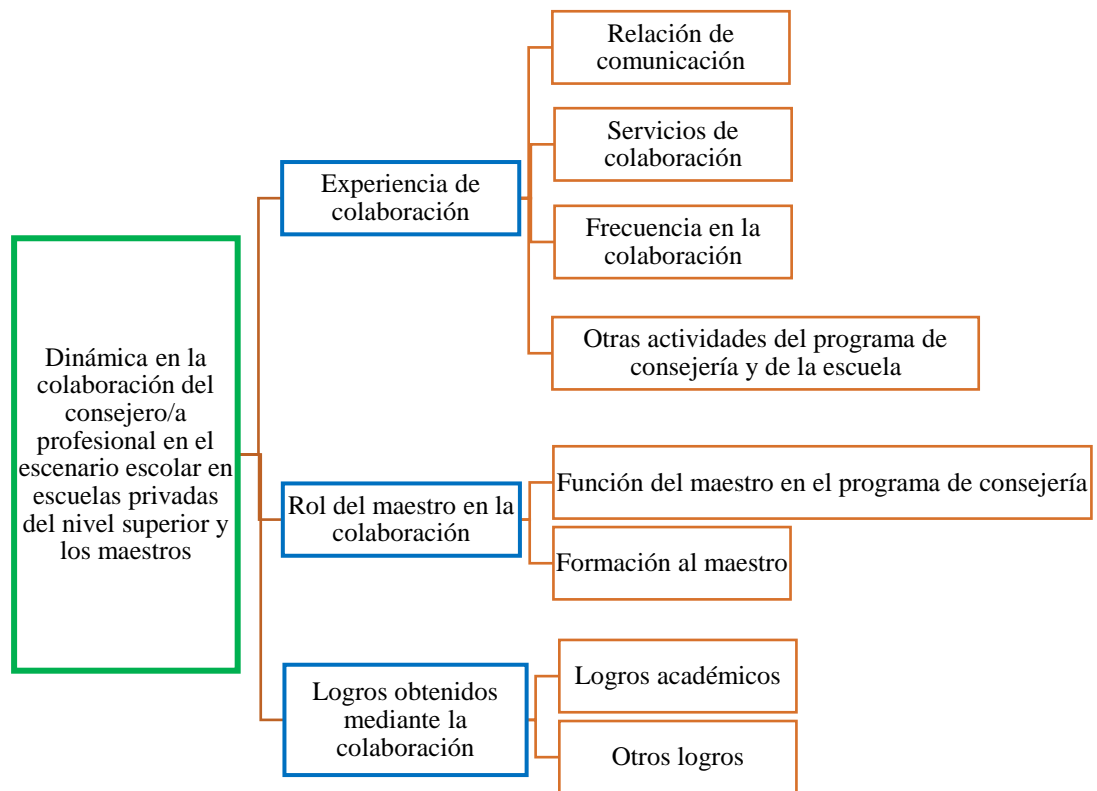 Dinámica en la
colaboración del
consejero/a
profesional en el
escenario escolar en
escuelas privadas
del nivel superior y
los maestros
Experiencia de
colaboración
Relación de
comunicación
Servicios de
colaboración
Frecuencia en la
colaboración
Otras actividades del programa de
consejería y de la escuela
Rol del maestro en la
colaboración
Función del maestro en el programa de consejería
Formación al maestro
Logros obtenidos
mediante la
colaboración
Logros académicos
Otros logros